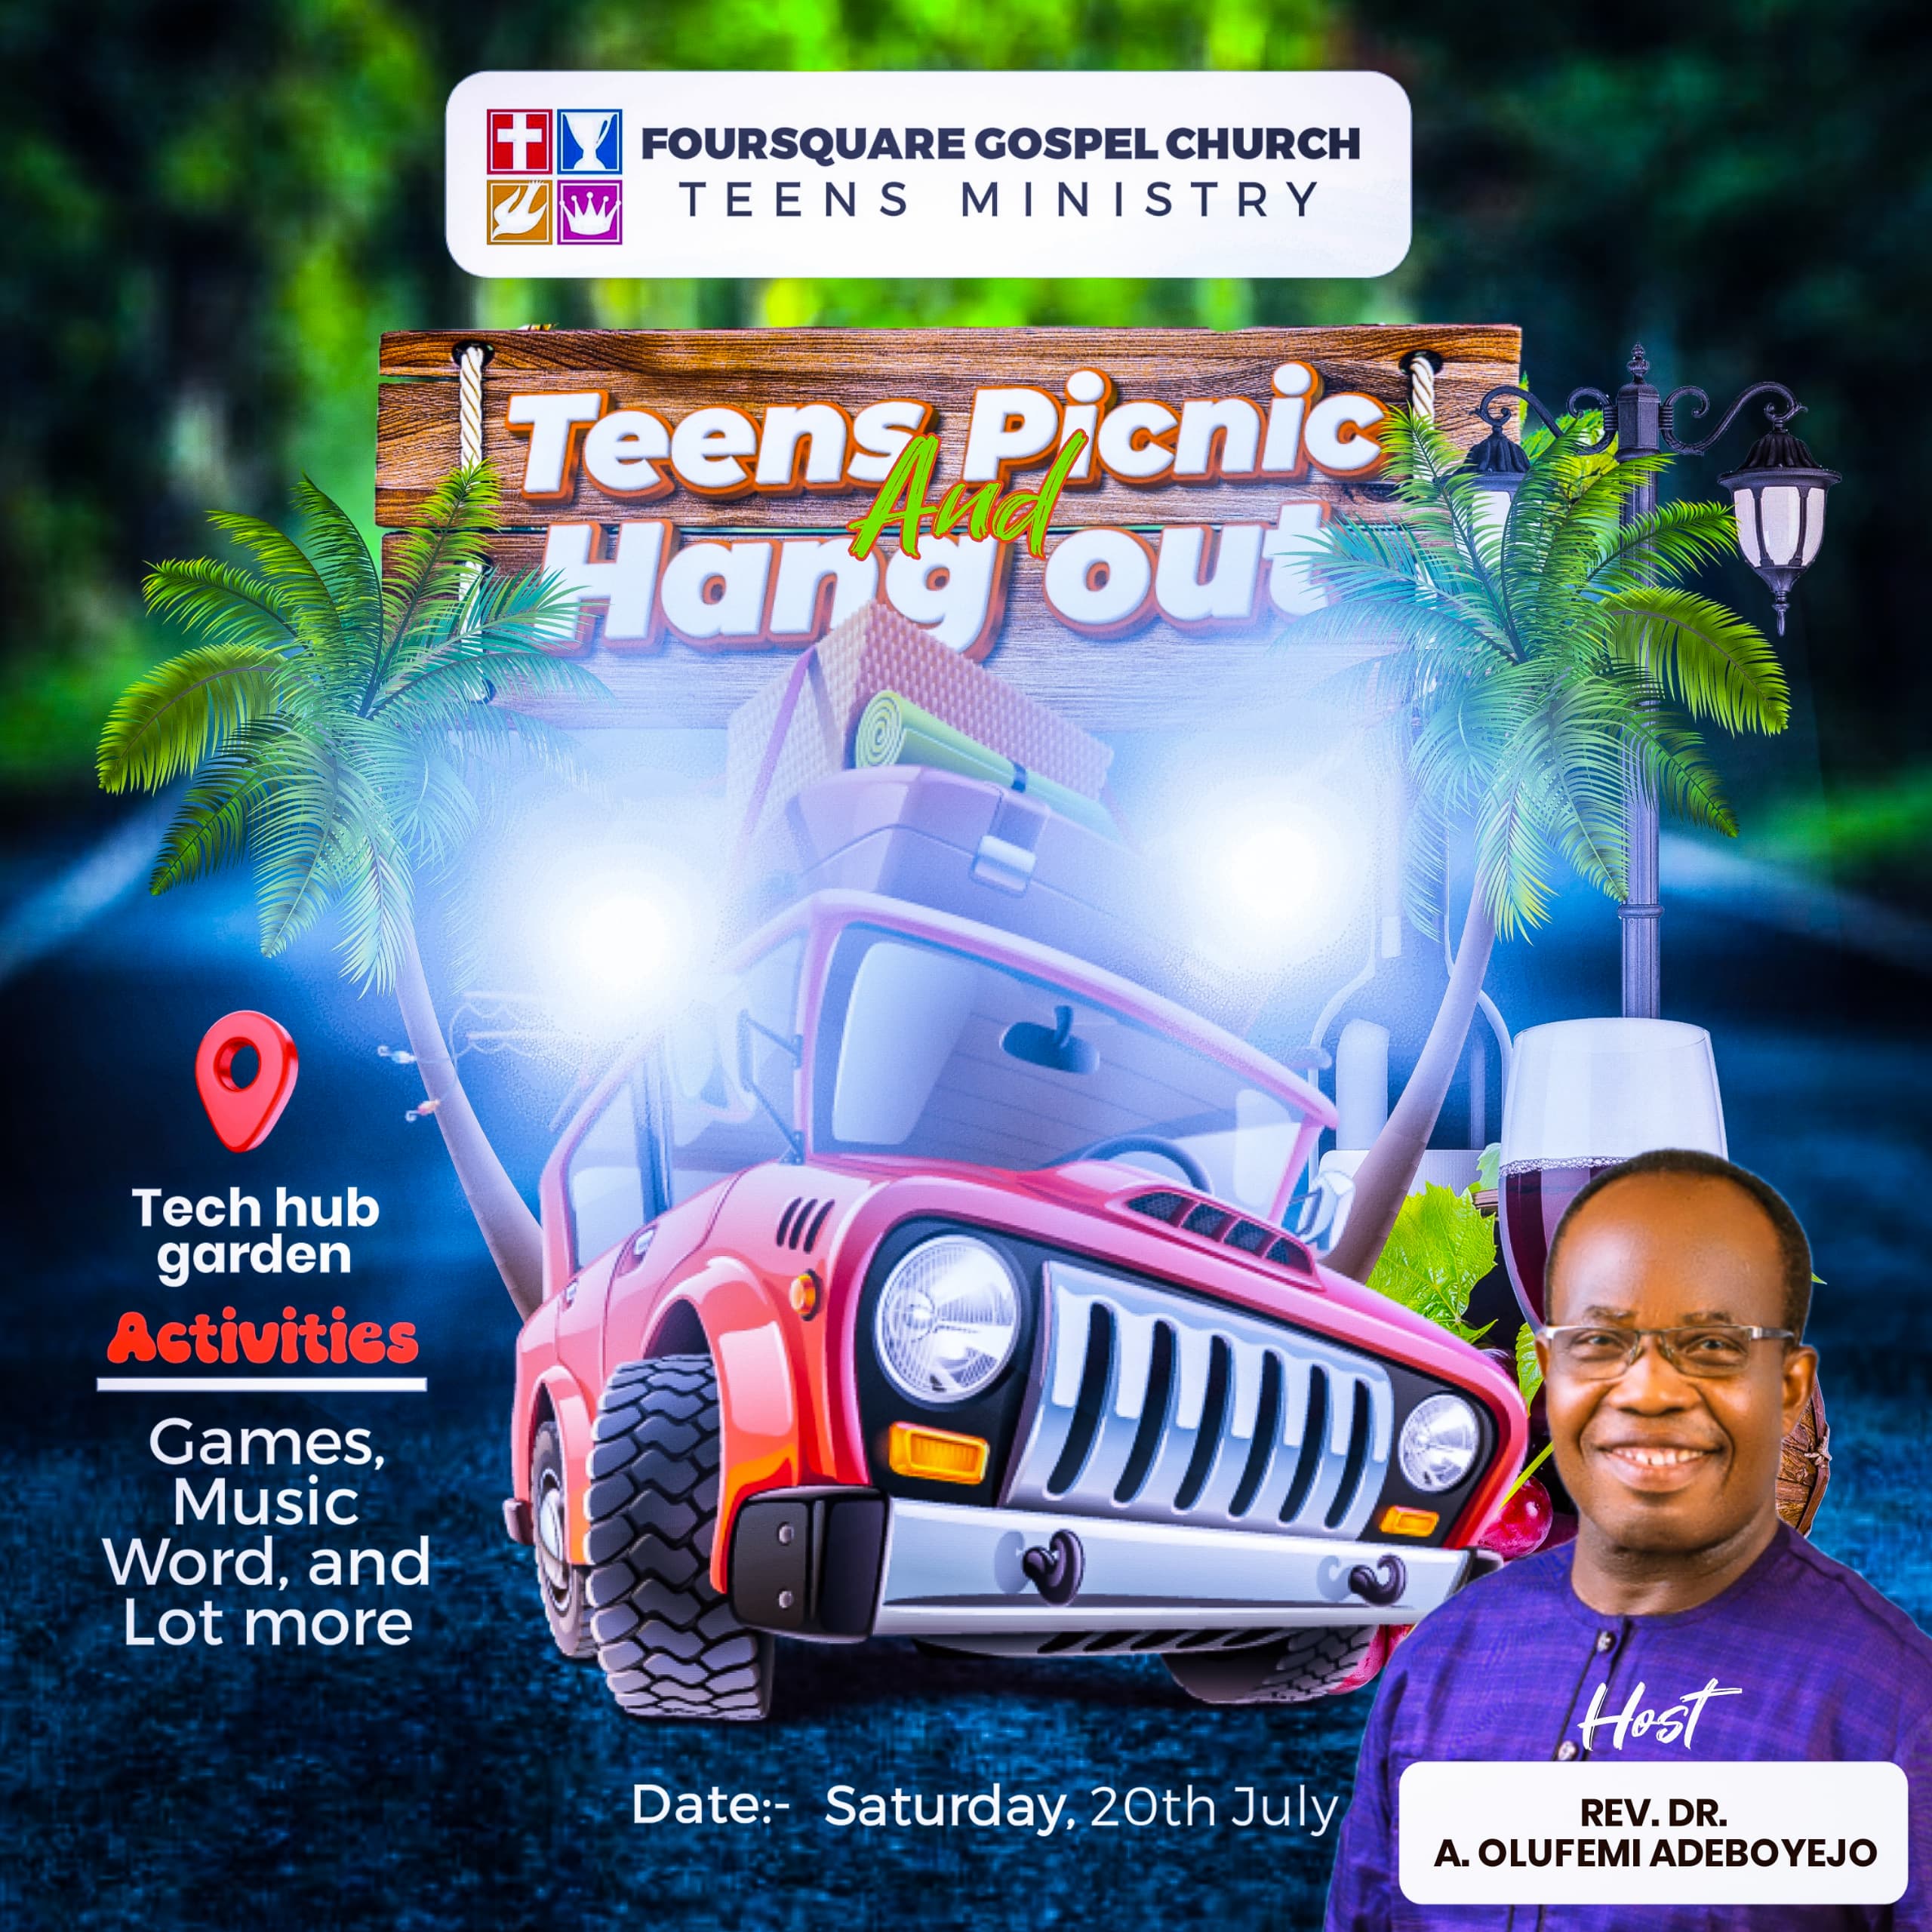 FOURSQUARE GOSPEL CHURCH
TEENS MINISTRY
Teens Picnic
And
Hang out
Tech hub
garden
Activities
Games,
Music
Word, and
Lot more
Date:- Saturday, 20th July
Host
REV. DR.
A. OLUFEMI ADEBOYEJO